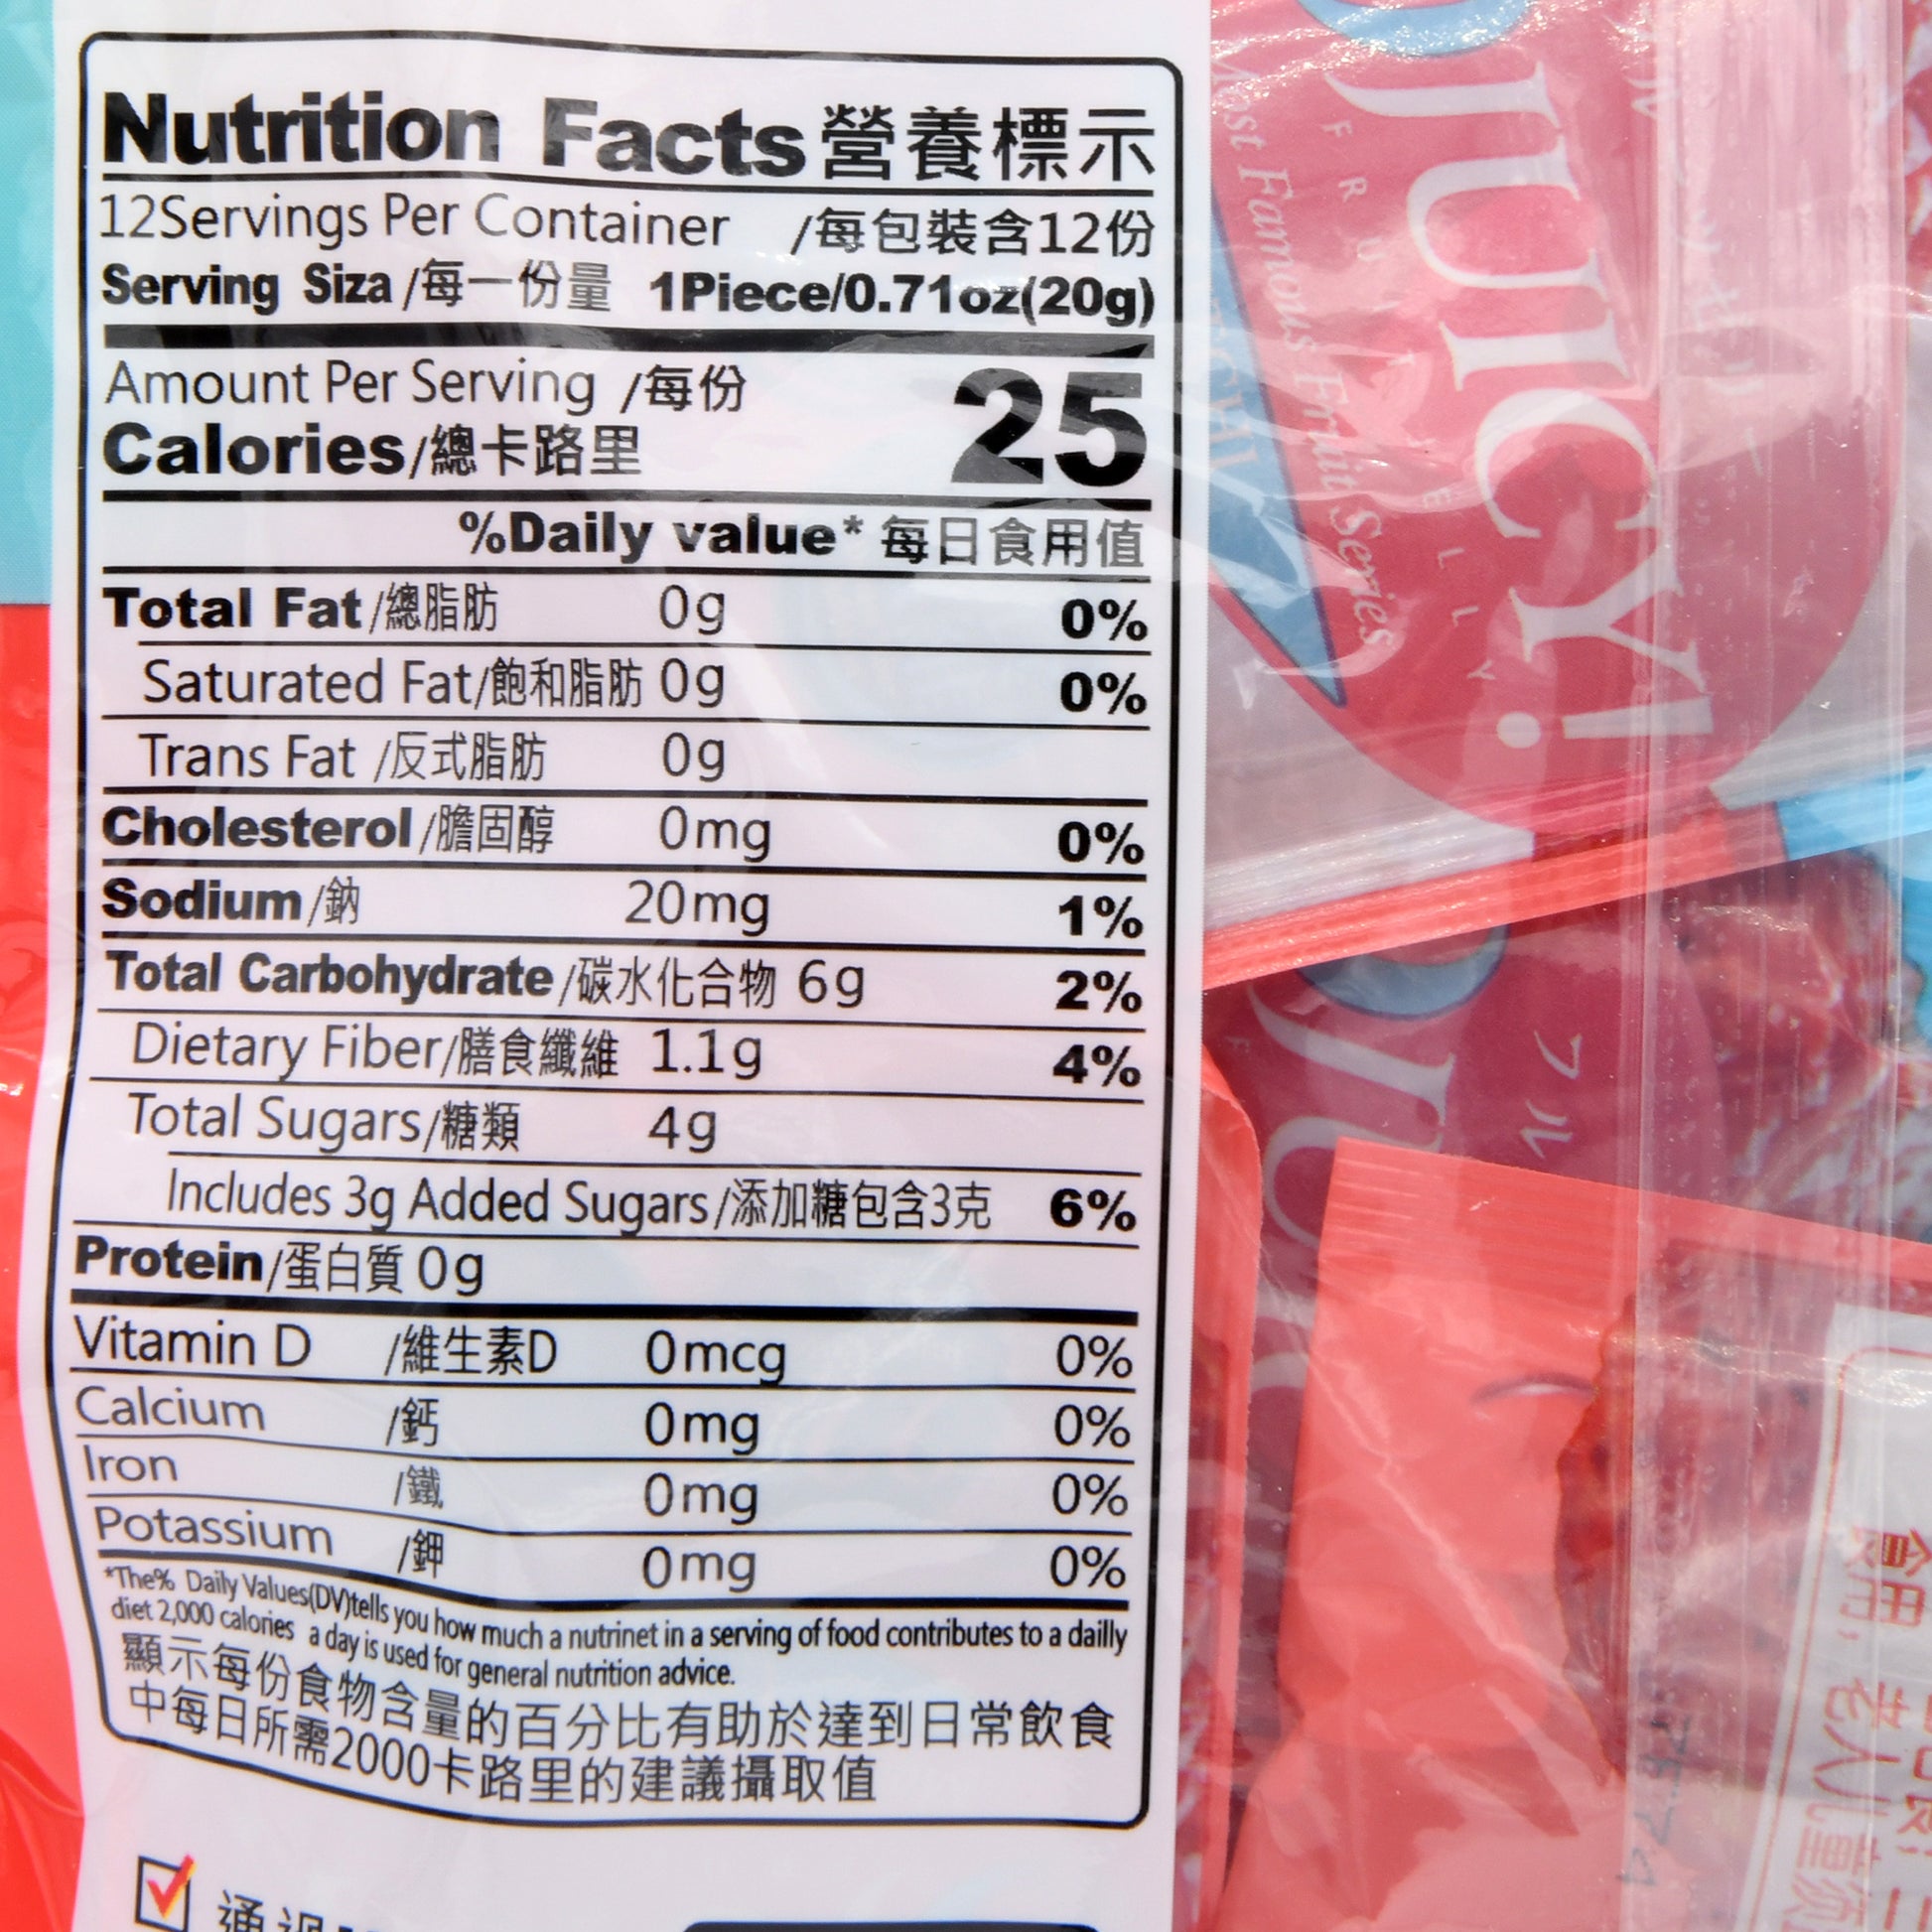 Nutrition Facts 營養標示
12Servings Per Container /每包裝含12份
Serving Siza /每一份量 1Piece/0.71oz(20g)
Amount Per Serving /每份
Calories/總卡路里 25
%Daily value* 每日食用值
Total Fat/總脂肪 0g 0%
Saturated Fat/飽和脂肪 0g 0%
Trans Fat /反式脂肪 0g
Cholesterol/膽固醇 0mg 0%
Sodium/鈉 20mg 1%
Total Carbohydrate/碳水化合物 6g 2%
Dietary Fiber/膳食纖維 1.1g 4%
Total Sugars/糖類 4g
Includes 3g Added Sugars/添加糖包含3克 6%
Protein/蛋白質 0g
Vitamin D /維生素D 0mcg 0%
Calcium /鈣 0mg 0%
Iron /鐵 0mg 0%
Potassium /鉀 0mg 0%
*The% Daily Values(DV)tells you how much a nutrinet in a serving of food contributes to a dailly
diet 2,000 calories a day is used for general nutrition advice.
顯示每份食物含量的百分比有助於達到日常飲食
中每日所需2000卡路里的建議攝取值
通過
JUICY!
FRUIT JELLY
Most Famous Fruit Series
フル